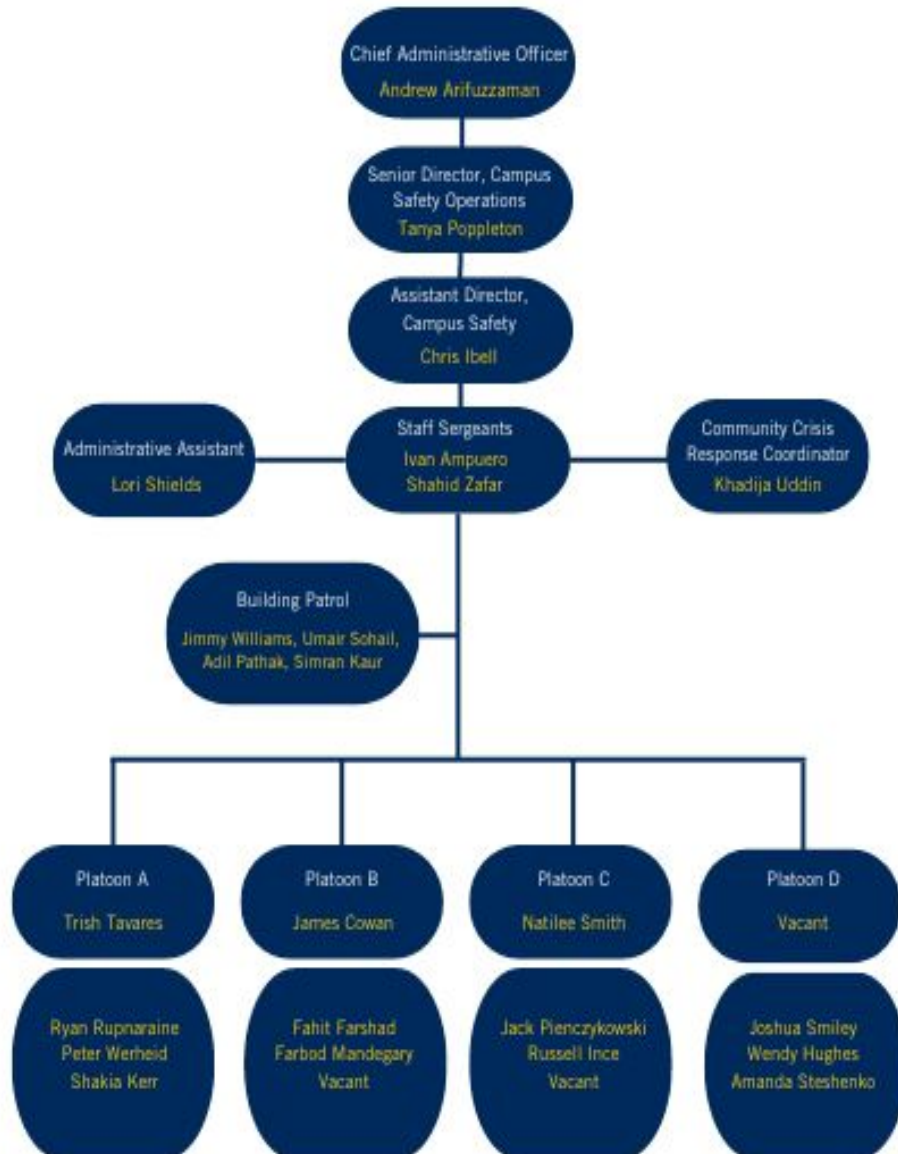 Chief Administrative Officer
Andrew Arifuzzaman
Senior Director, Campus
Safety Operations
Tanya Poppleton
Assistant Director,
Campus Safety
Chris Ibell
Administrative Assistant
Lori Shields
Staff Sergeants
Ivan Ampuero
Shahid Zafar
Community Crisis
Response Coordinator
Khadija Uddin
Building Patrol
Jimmy Williams, Umair Sohail,
Adil Pathak, Simran Kaur
Platoon A
Trish Tavares
Ryan Rupnaraine
Peter Werheid
Shakia Kerr
Platoon B
James Cowan
Fahit Farshad
Farbod Mandegary
Vacant
Platoon C
Natilee Smith
Jack Pienczykowski
Russell Ince
Vacant
Platoon D
Vacant
Joshua Smiley
Wendy Hughes
Amanda Steshenko